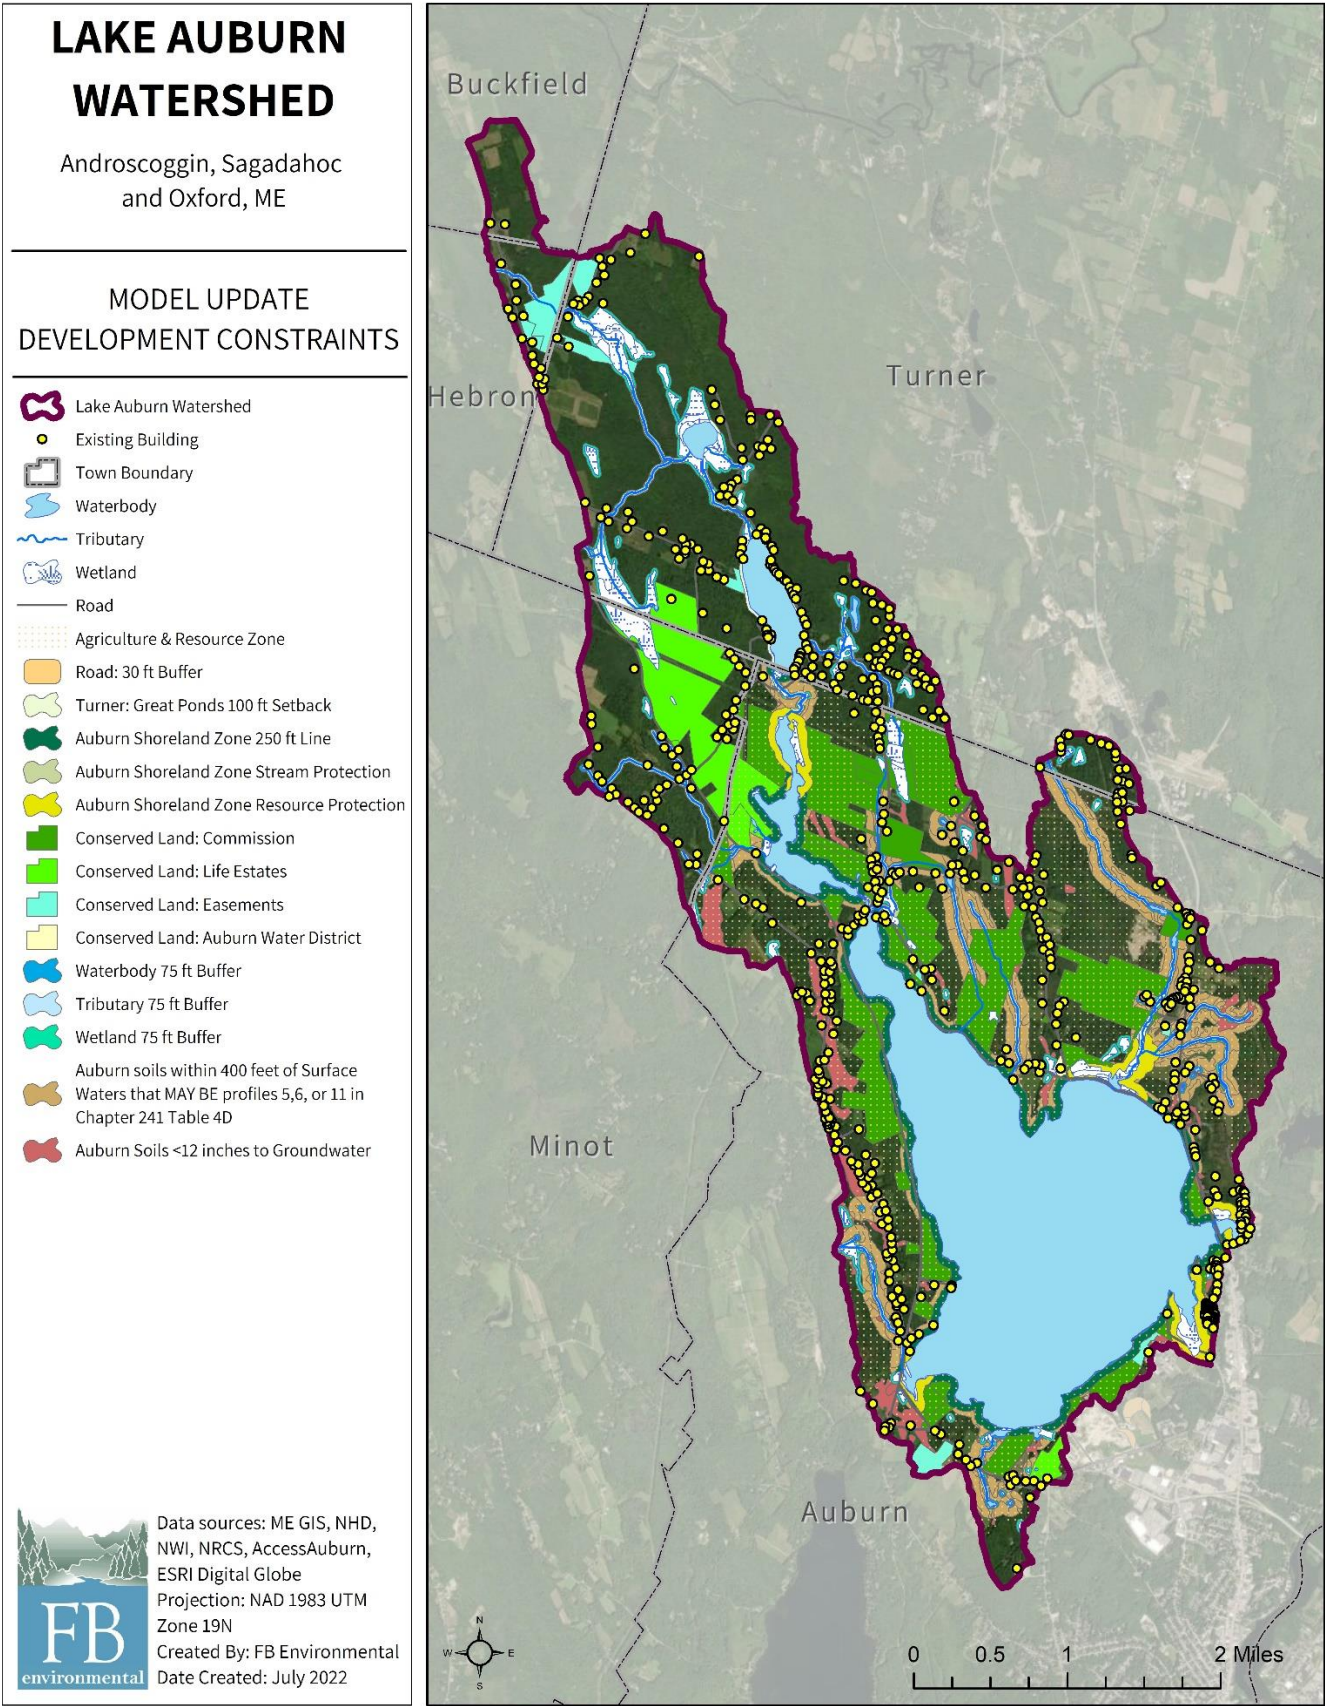 LAKE AUBURN
WATERSHED
Androscoggin, Sagadahoc
and Oxford, ME
MODEL UPDATE
DEVELOPMENT CONSTRAINTS
Lake Auburn Watershed
Existing Building
Town Boundary
Waterbody
Tributary
Wetland
Road
Agriculture & Resource Zone
Road: 30 ft Buffer
Turner: Great Ponds 100 ft Setback
Auburn Shoreland Zone 250 ft Line
Auburn Shoreland Zone Stream Protection
Auburn Shoreland Zone Resource Protection
Conserved Land: Commission
Conserved Land: Life Estates
Conserved Land: Easements
Conserved Land: Auburn Water District
Waterbody 75 ft Buffer
Tributary 75 ft Buffer
Wetland 75 ft Buffer
Auburn soils within 400 feet of Surface
Waters that MAY BE profiles 5,6, or 11 in
Chapter 241 Table 4D
Auburn Soils <12 inches to Groundwater
FB
environmental
Data sources: ME GIS, NHD,
NWI, NRCS, AccessAuburn,
ESRI Digital Globe
Projection: NAD 1983 UTM
Zone 19N
Created By: FB Environmental
Date Created: July 2022
Buckfield
Turner
Hebron
Minot
Auburn
N
W E
S
0 0.5 1 2 Miles